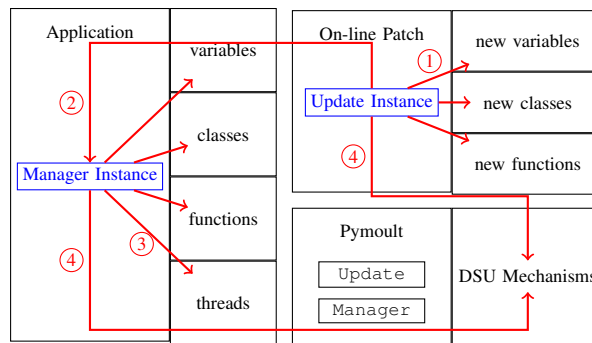 Application
variables
classes
functions
threads
Manager Instance
②
③
④
On-line Patch
new variables
new classes
new functions
Update Instance
①
④
Pymoult
Update
Manager
DSU Mechanisms